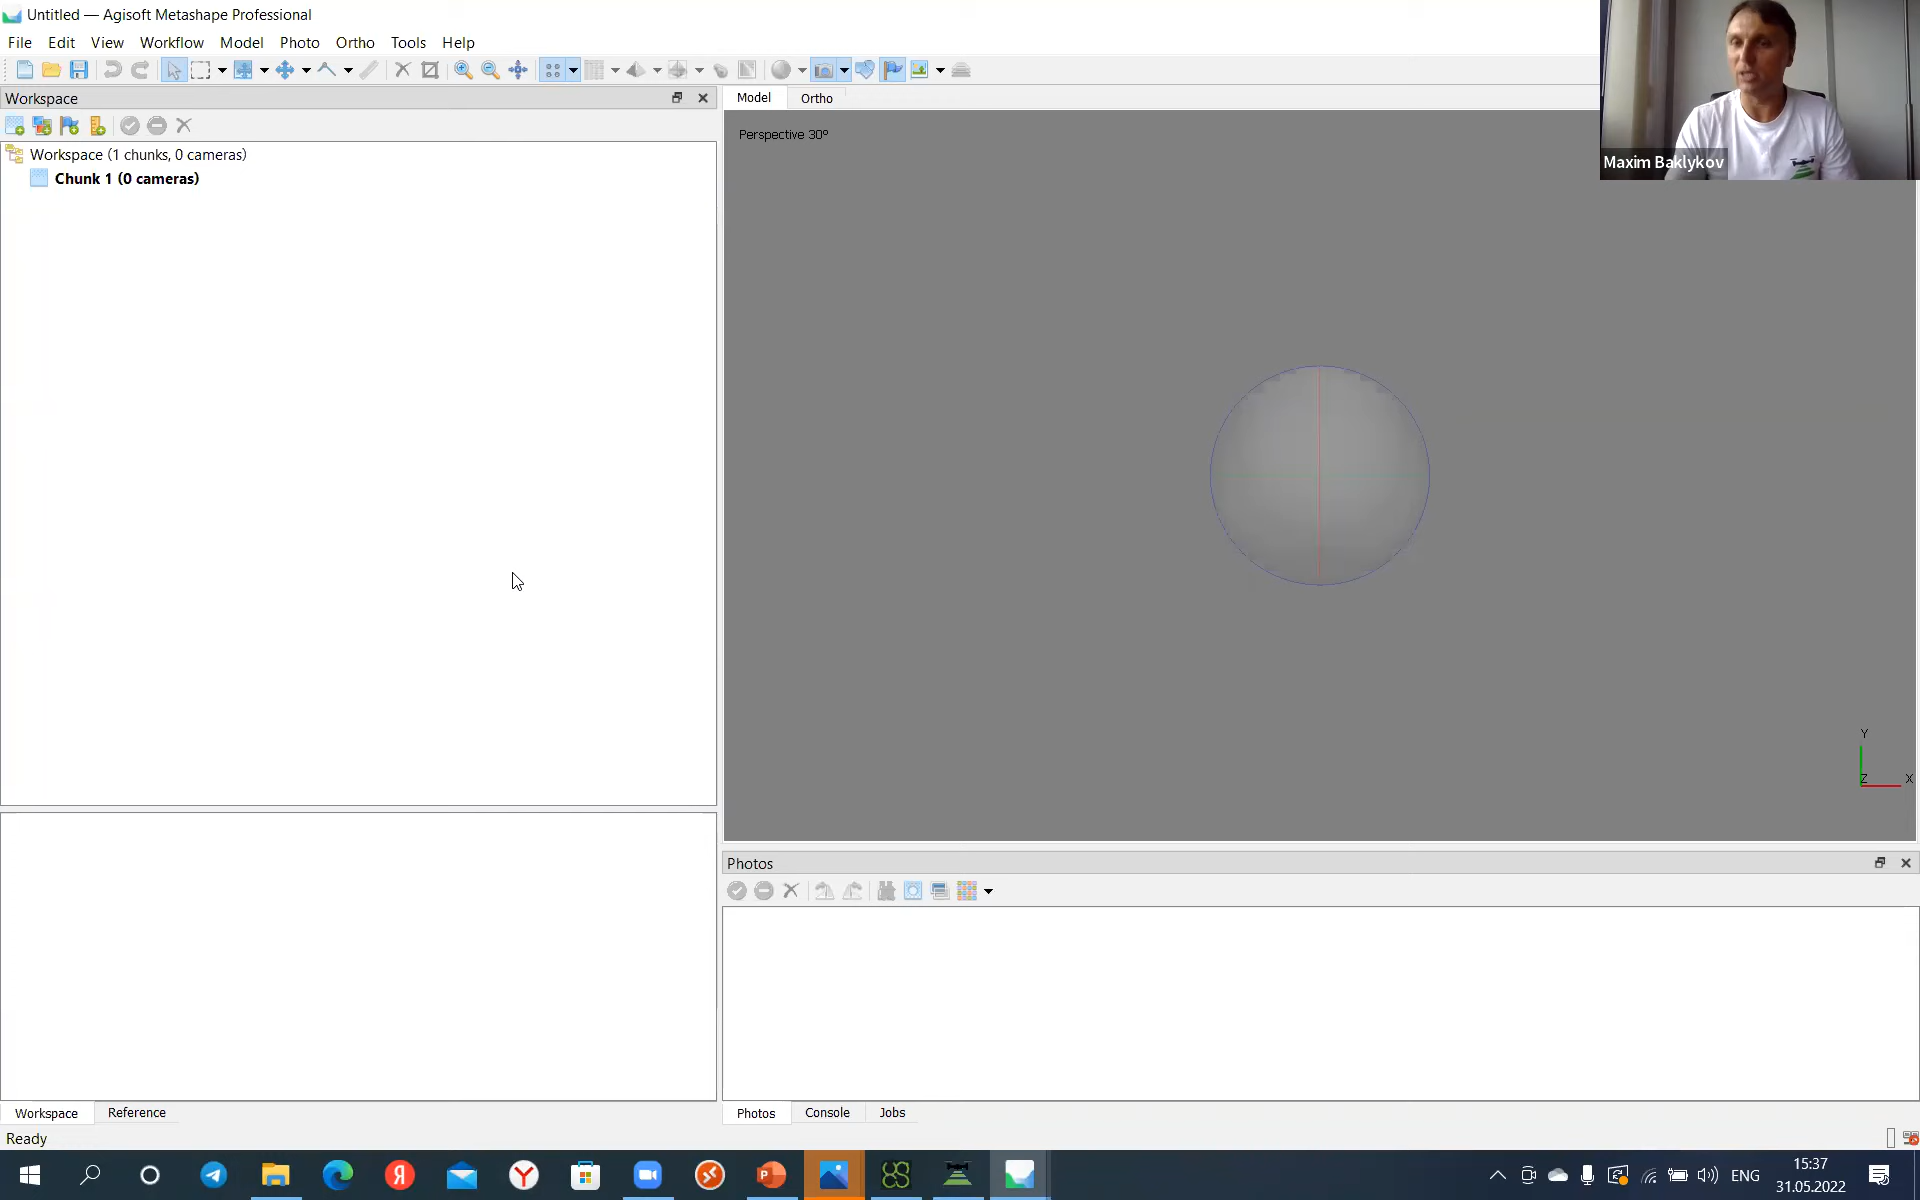 Untitled — Agisoft Metashape Professional
File Edit View Workflow Model Photo Ortho Tools Help
Workspace
Workspace (1 chunks, 0 cameras)
Chunk 1 (0 cameras)
Model Ortho
Perspective 30°
Maxim Baklykov
Y
Z X
Photos
Workspace Reference
Photos Console Jobs
Ready
ENG
15:37
31.05.2022